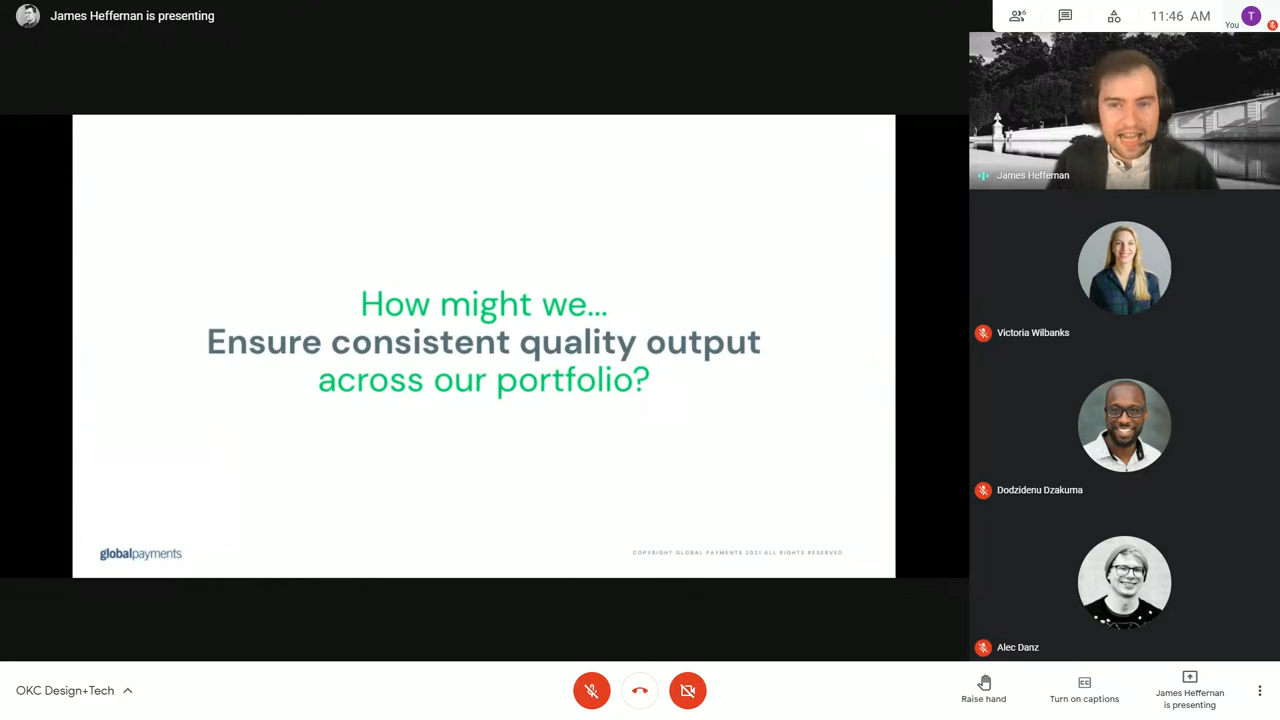 James Heffernan is presenting
6
11:46 AM
You
T
James Heffernan
How might we...
Ensure consistent quality output
across our portfolio?
globalpayments
COPYRIGHT GLOBAL PAYMENTS 2021 ALL RIGHTS RESERVED
Victoria Wilbanks
Dodzidenu Dzakuma
Alec Danz
OKC Design+Tech
Raise hand
CC
Turn on captions
James Heffernan
is presenting